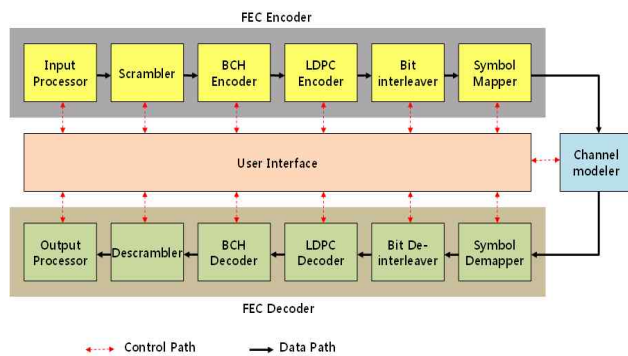 FEC Encoder
Input
Processor
Scrambler
BCH
Encoder
LDPC
Encoder
Bit
interleaver
Symbol
Mapper
User Interface
Channel
modeler
Output
Processor
Descrambler
BCH
Decoder
LDPC
Decoder
Bit De-
interleaver
Symbol
Demapper
FEC Decoder
Control Path
Data Path